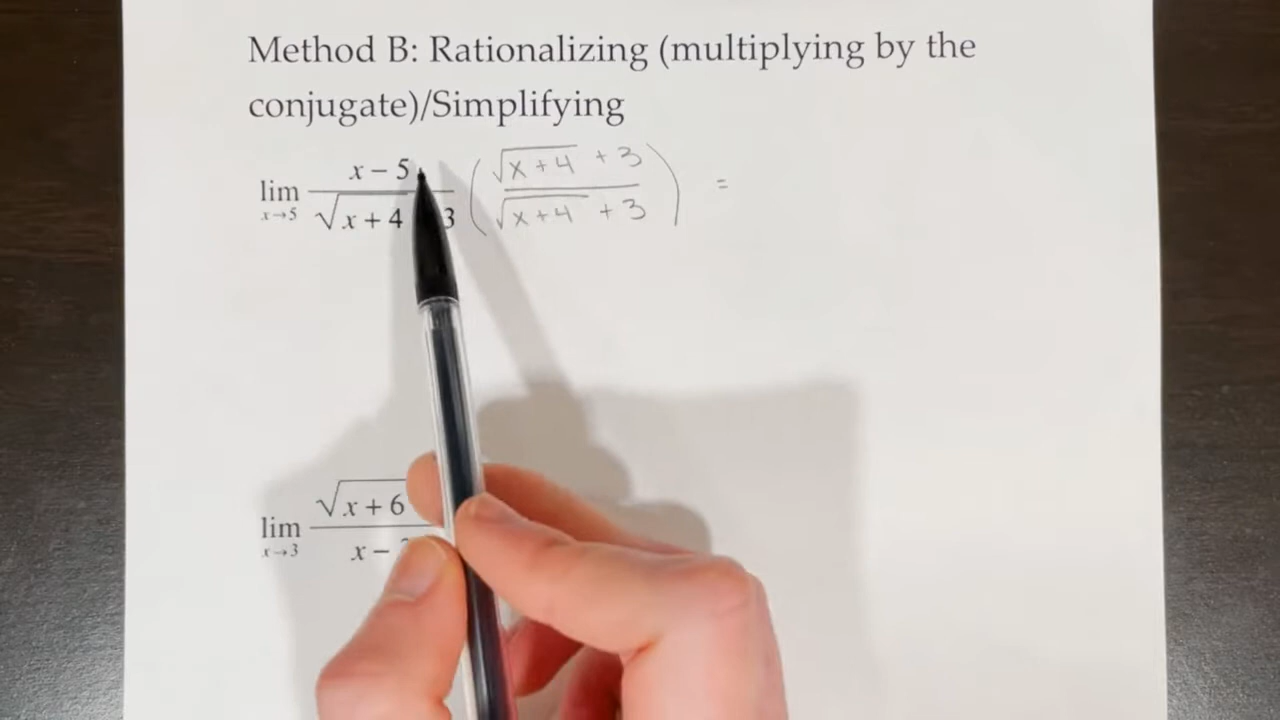 Method B: Rationalizing (multiplying by the
conjugate)/Simplifying
lim x→5 x − 5 / √x + 4 3 ( √x + 4 + 3 / √x + 4 + 3 ) =
lim x→3 √x + 6 / x −